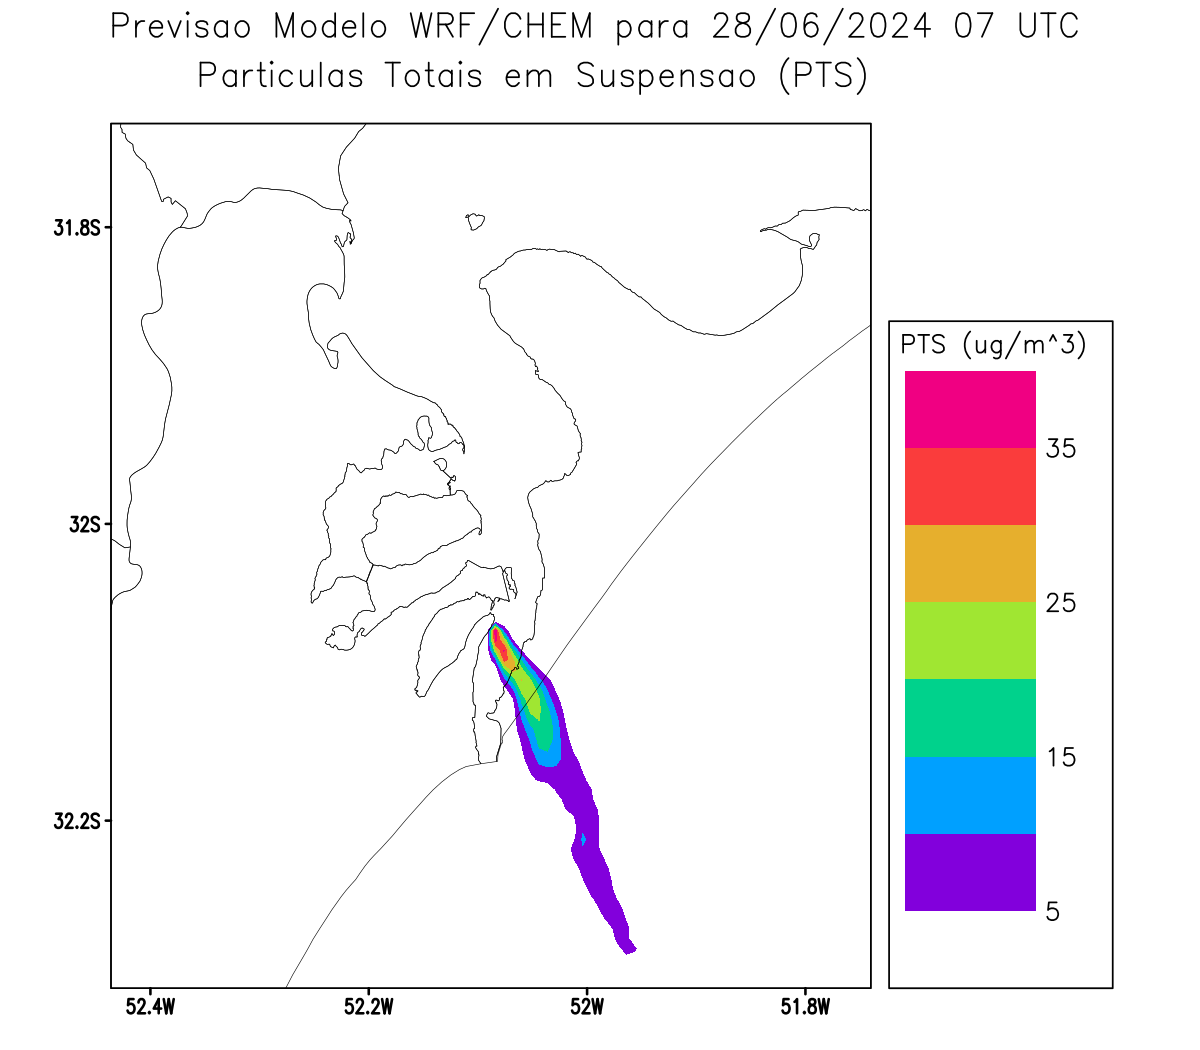 Previsao Modelo WRF/CHEM para 28/06/2024 07 UTC
Particulas Totais em Suspensao (PTS)
31.8S
32S
32.2S
52.4W
52.2W
52W
51.8W
PTS (ug/m^3)
35
25
15
5